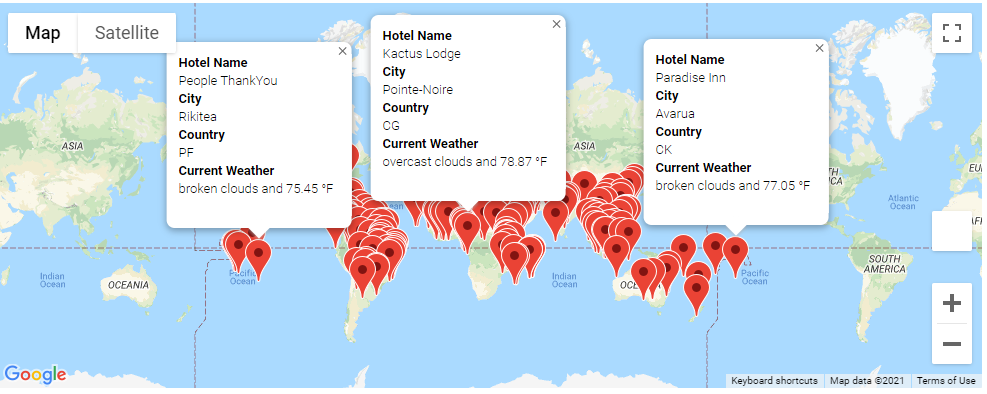 Map
Satellite
Hotel Name
People ThankYou
City
Rikitea
Country
PF
Current Weather
broken clouds and 75.45 °F
Hotel Name
Kactus Lodge
City
Pointe-Noire
Country
CG
Current Weather
overcast clouds and 78.87 °F
Hotel Name
Paradise Inn
City
Avarua
Country
CK
Current Weather
broken clouds and 77.05 °F
ASIA
ASIA
Atlantic
Ocean
Indian
Ocean
OCEANIA
Pacific
Ocean
Indian
Ocean
Pacific
Ocean
SOUTH
AMERICA
Google
Keyboard shortcuts
Map data ©2021
Terms of Use